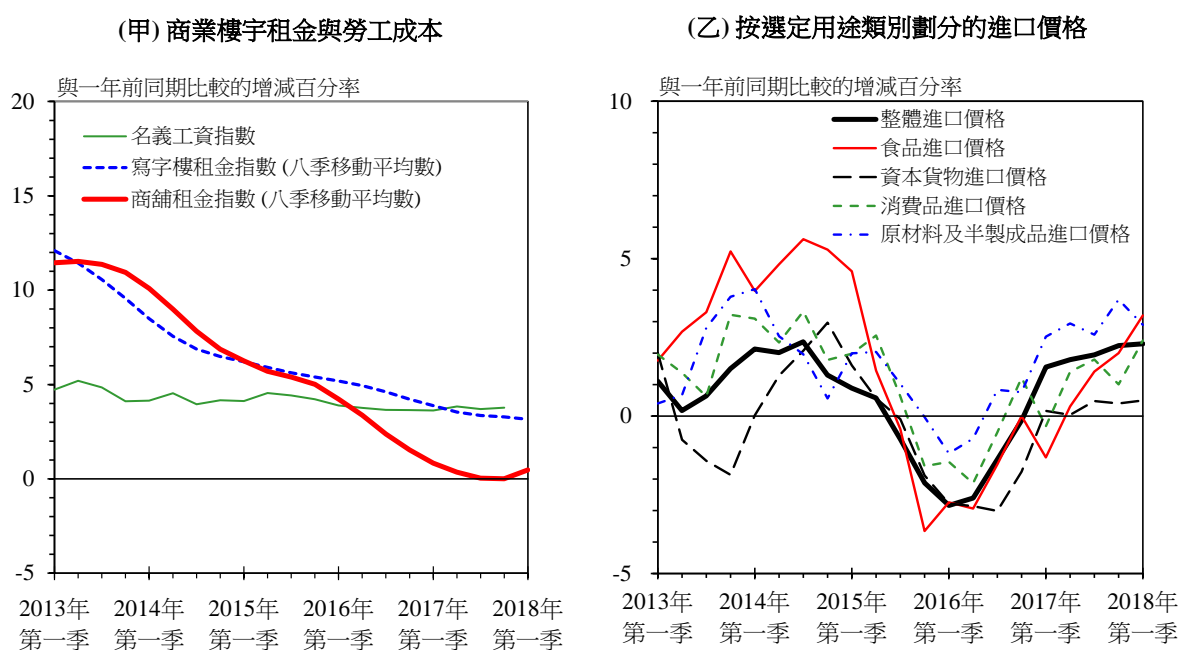 (甲) 商業樓宇租金與勞工成本
與一年前同期比較的增減百分率
20
15
10
5
0
-5
名義工資指數
寫字樓租金指數 (八季移動平均數)
商舖租金指數 (八季移動平均數)
2013年 2014年 2015年 2016年 2017年 2018年
第一季 第一季 第一季 第一季 第一季 第一季
(乙) 按選定用途類別劃分的進口價格
與一年前同期比較的增減百分率
10
5
0
-5
整體進口價格
食品進口價格
資本貨物進口價格
消費品進口價格
原材料及半製成品進口價格
2013年 2014年 2015年 2016年 2017年 2018年
第一季 第一季 第一季 第一季 第一季 第一季